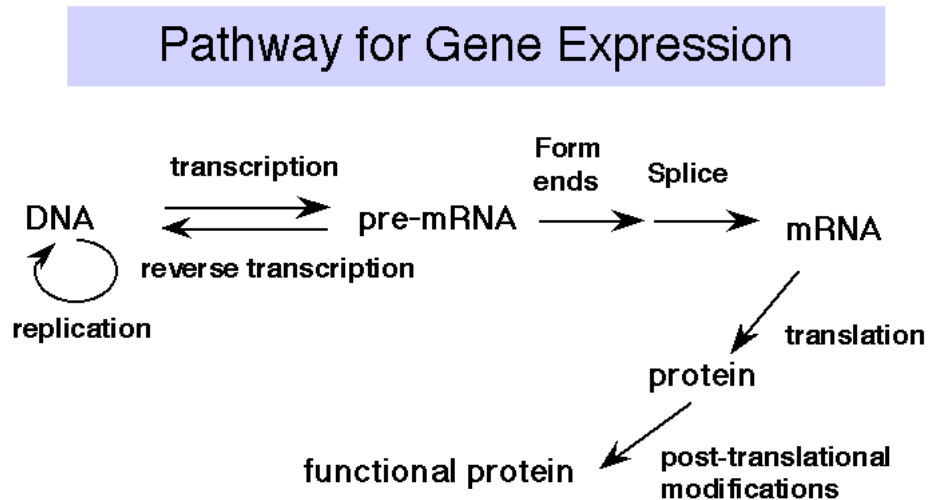 Pathway for Gene Expression
transcription
Form
ends
Splice
DNA
pre-mRNA
mRNA
reverse transcription
replication
translation
protein
functional protein
post-translational
modifications